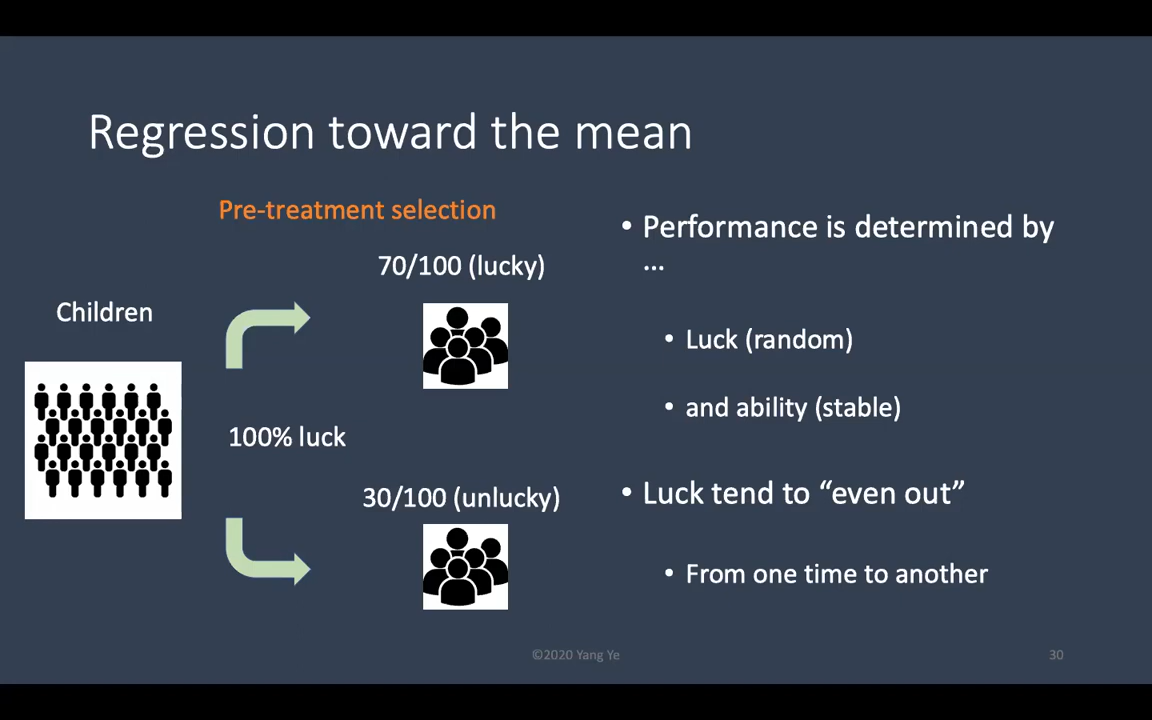 Regression toward the mean
Pre-treatment selection
70/100 (lucky)
Children
100% luck
30/100 (unlucky)
• Performance is determined by
...
• Luck (random)
• and ability (stable)
• Luck tend to “even out”
• From one time to another
©2020 Yang Ye
30